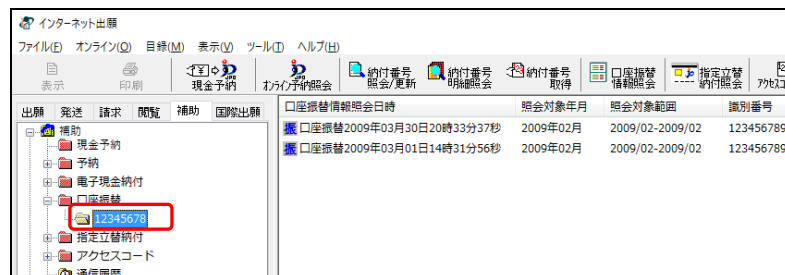 インターネット出願
ファイル(F) オンライン(O) 目録(M) 表示(V) ツール(T) ヘルプ(H)
表示 印刷 現金予納 オンライン予納照会 納付番号照会/更新 納付番号明細照会 納付番号取得 口座振替情報照会 指定立替納付照会
出願 発送 請求 閲覧 補助 国際出願
口座振替情報照会日時 照会対象年月 照会対象範囲 識別番号
補助
現金予納
予納
電子現金納付
口座振替
12345678
指定立替納付
アクセスコード
通信履歴
振 口座振替2009年03月30日20時33分37秒 2009年02月 2009/02-2009/02 123456789
振 口座振替2009年03月01日14時31分56秒 2009年02月 2009/02-2009/02 123456789